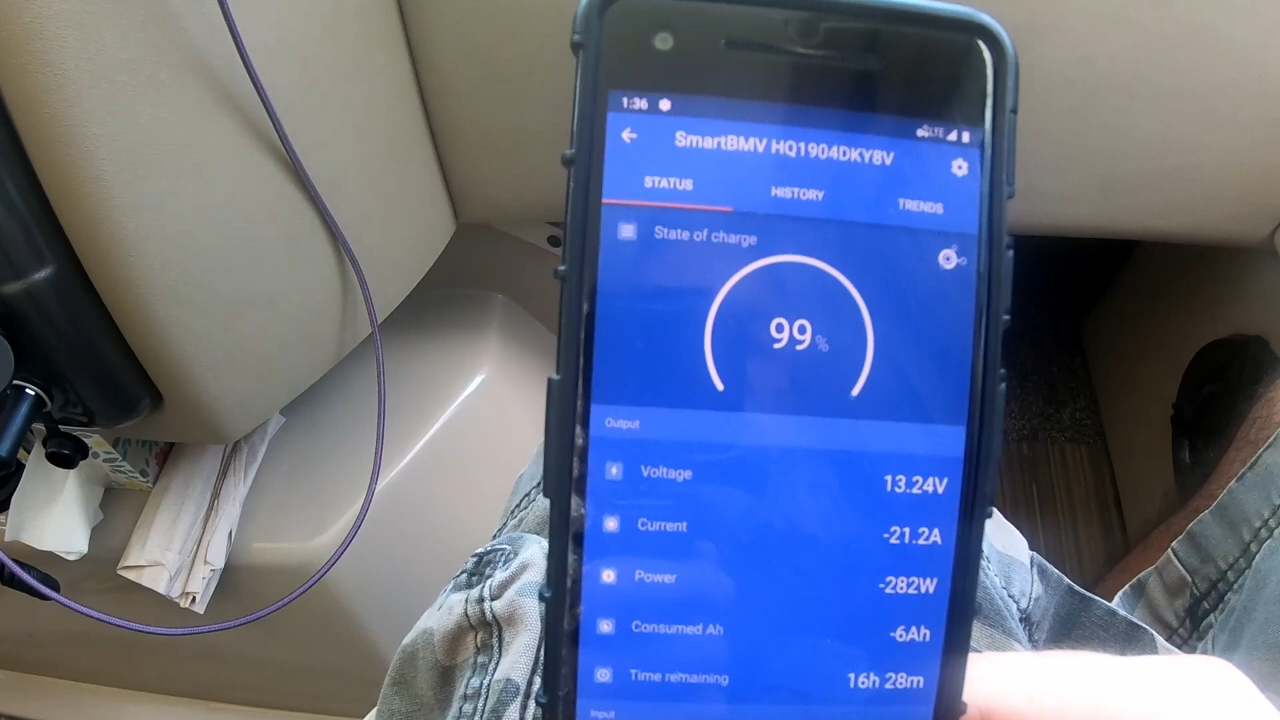 1:36 LTE
SmartBMV HQ1904DKY8V
STATUS HISTORY TRENDS
State of charge
99%
Output
Voltage 13.24V
Current -21.2A
Power -282W
Consumed Ah -6Ah
Time remaining 16h 28m
Input